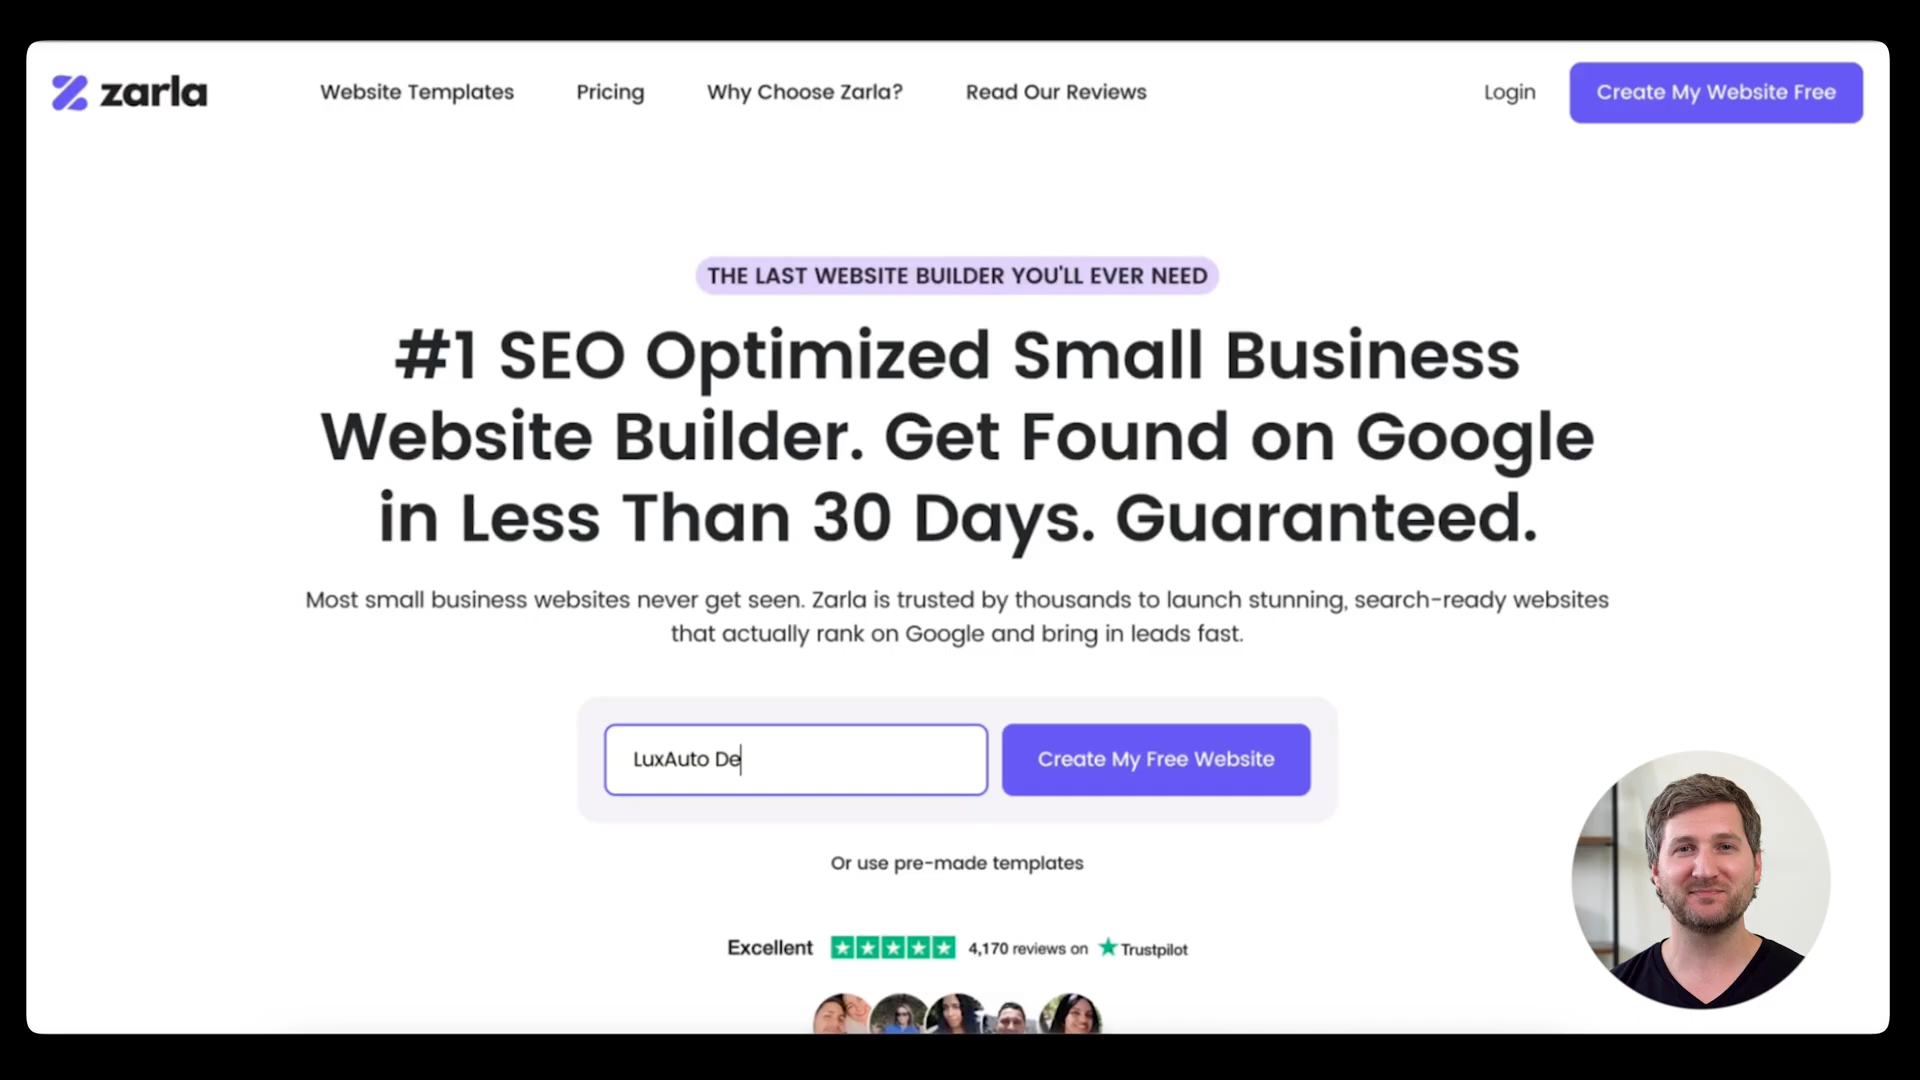 zarla
Website Templates
Pricing
Why Choose Zarla?
Read Our Reviews
Login
Create My Website Free
THE LAST WEBSITE BUILDER YOU'LL EVER NEED
#1 SEO Optimized Small Business
Website Builder. Get Found on Google
in Less Than 30 Days. Guaranteed.
Most small business websites never get seen. Zarla is trusted by thousands to launch stunning, search-ready websites
that actually rank on Google and bring in leads fast.
LuxAuto De
Create My Free Website
Or use pre-made templates
Excellent
4,170 reviews on
Trustpilot